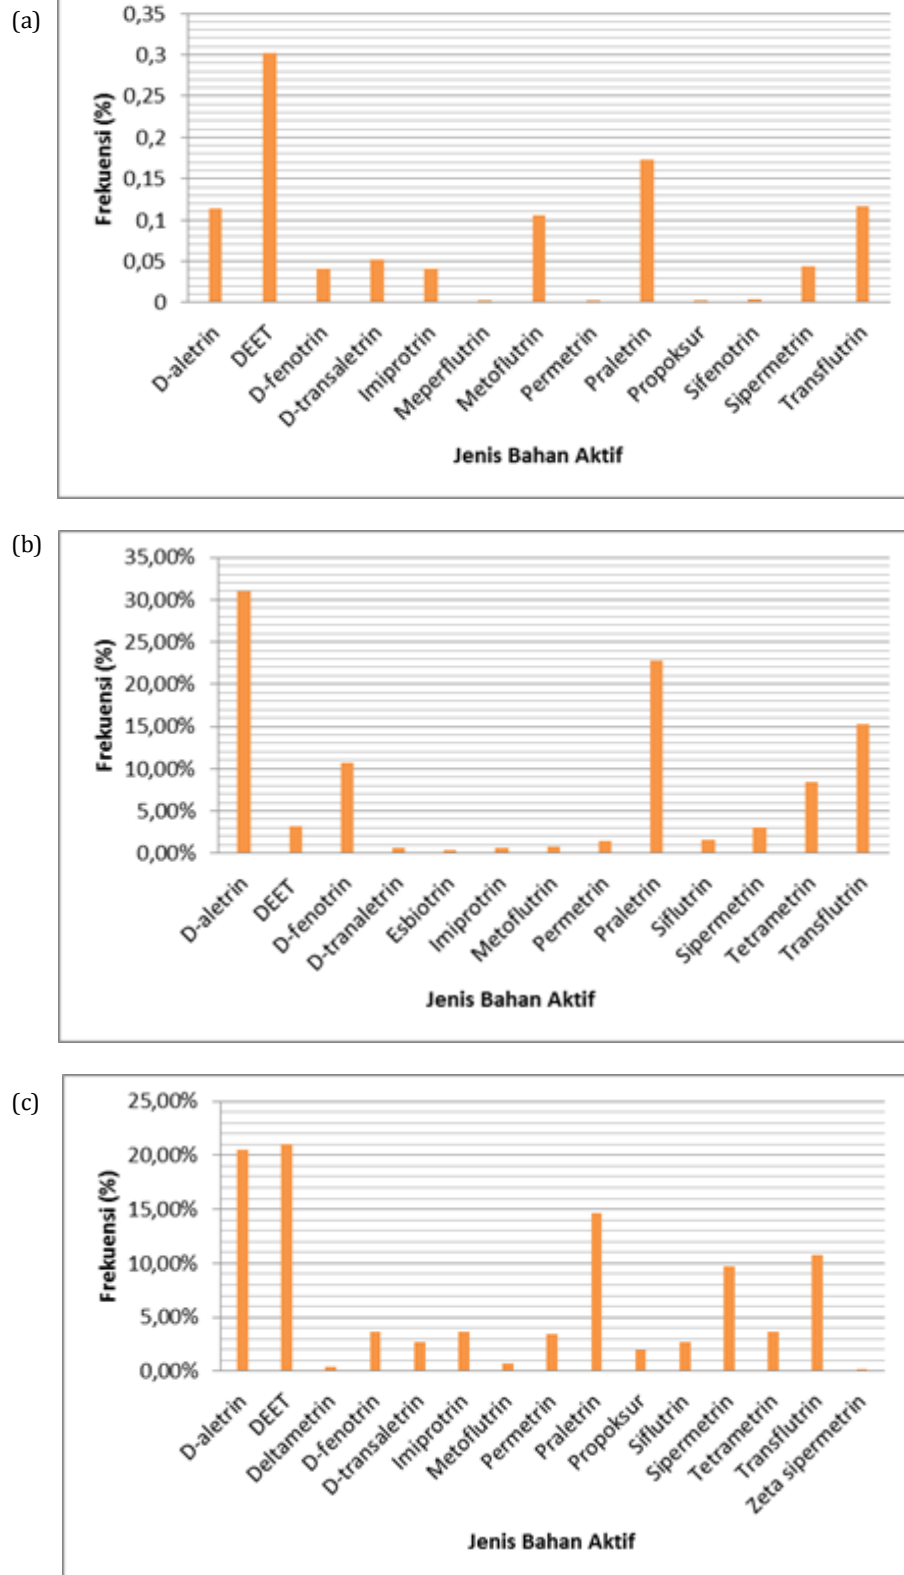 (a)
0,35
0,3
0,25
0,2
0,15
0,1
0,05
0
Frekuensi (%)
D-aletrin
DEET
D-fenotrin
D-transaletrin
Imiprotrin
Meperflutrin
Metoflutrin
Permetrin
Praletrin
Propoksur
Sifenotrin
Sipermetrin
Transflutrin
Jenis Bahan Aktif
(b)
35,00%
30,00%
25,00%
20,00%
15,00%
10,00%
5,00%
0,00%
Frekuensi (%)
D-aletrin
DEET
D-fenotrin
D-tranaletrin
Esbiotrin
Imiprotrin
Metoflutrin
Permetrin
Praletrin
Siflutrin
Sipermetrin
Tetrametrin
Transflutrin
Jenis Bahan Aktif
(c)
25,00%
20,00%
15,00%
10,00%
5,00%
0,00%
Frekuensi (%)
D-aletrin
DEET
Deltametrin
D-fenotrin
D-transaletrin
Imiprotrin
Metoflutrin
Permetrin
Praletrin
Propoksur
Siflutrin
Sipermetrin
Tetrametrin
Transflutrin
Zeta sipermetrin
Jenis Bahan Aktif